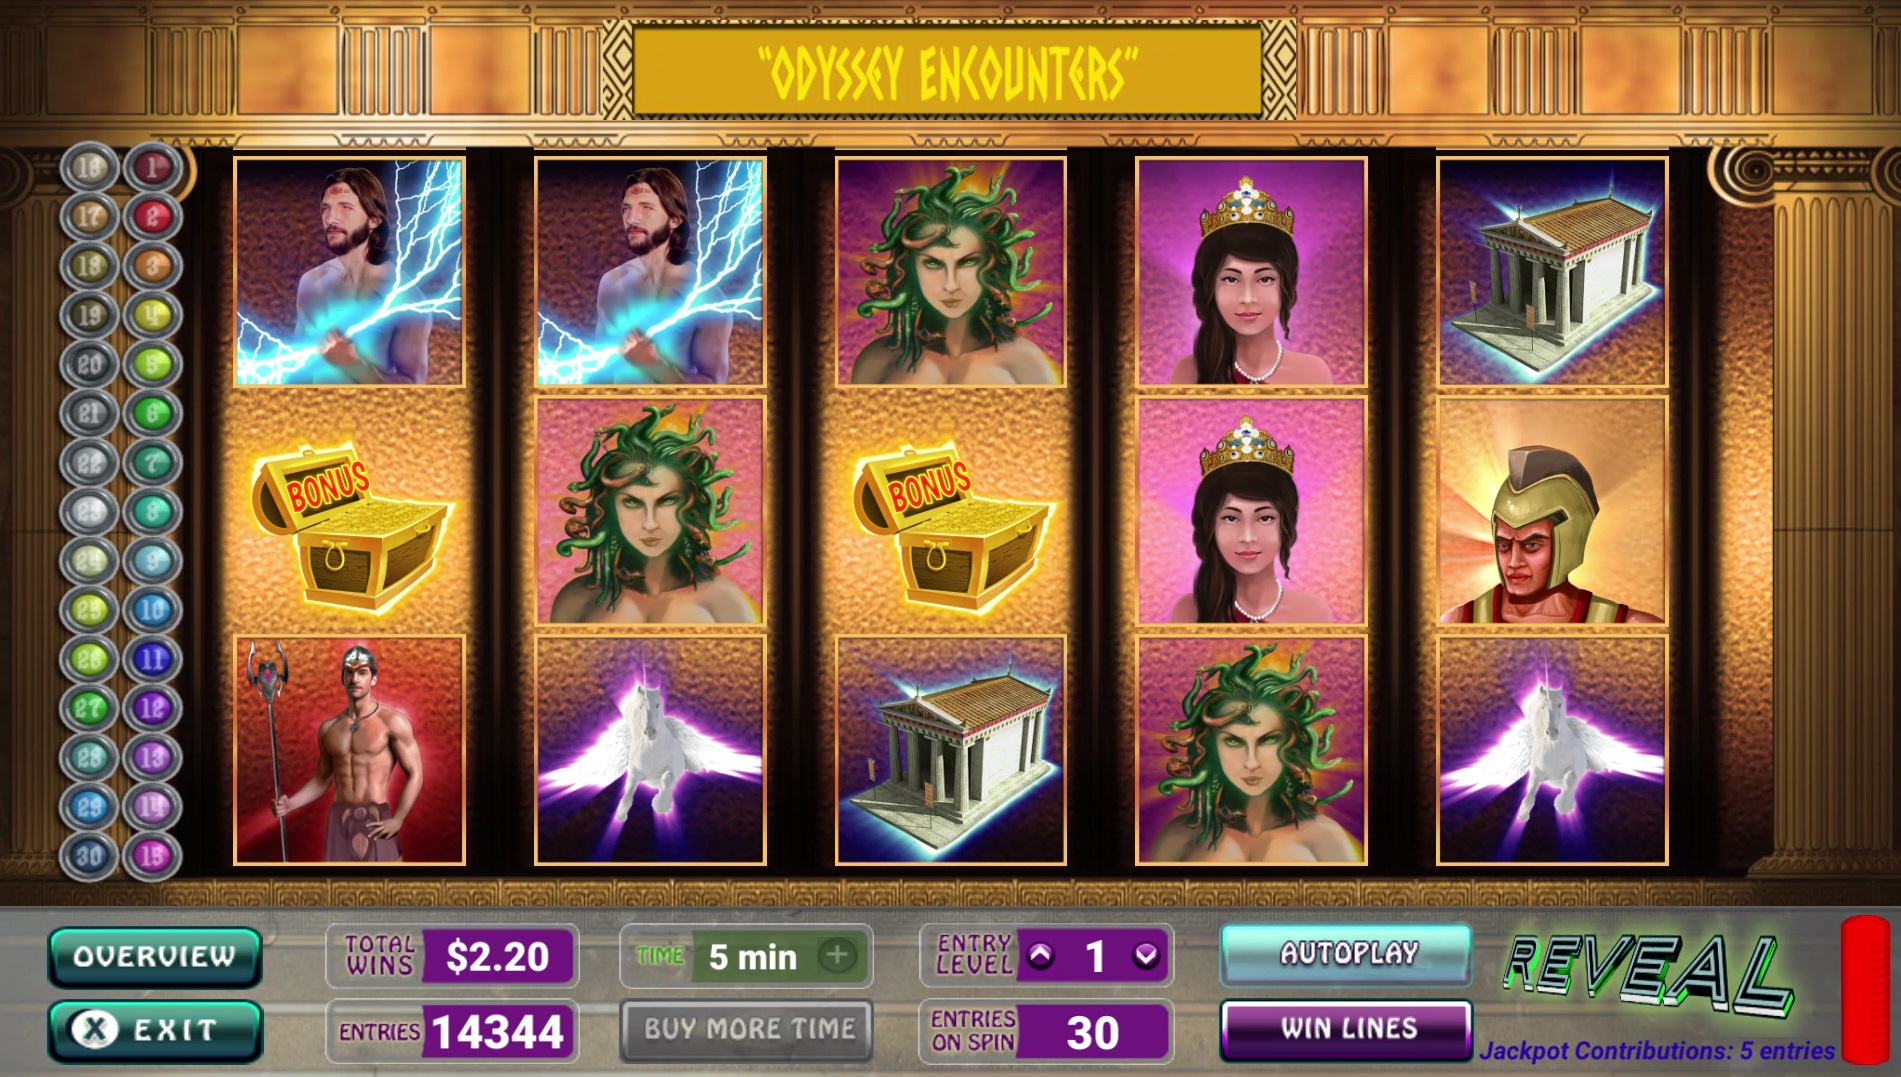 "ODYSSEY ENCOUNTERS"
16 1
17 2
18 3
19 4
20 5
21 6
22 7
23 8
24 9
25 10
26 11
27 12
28 13
29 14
30 15
BONUS
BONUS
OVERVIEW
TOTAL WINS $2.20
TIME 5 min +
ENTRY LEVEL 1
AUTOPLAY
REVEAL
X EXIT
ENTRIES 14344
BUY MORE TIME
ENTRIES ON SPIN 30
WIN LINES
Jackpot Contributions: 5 entries